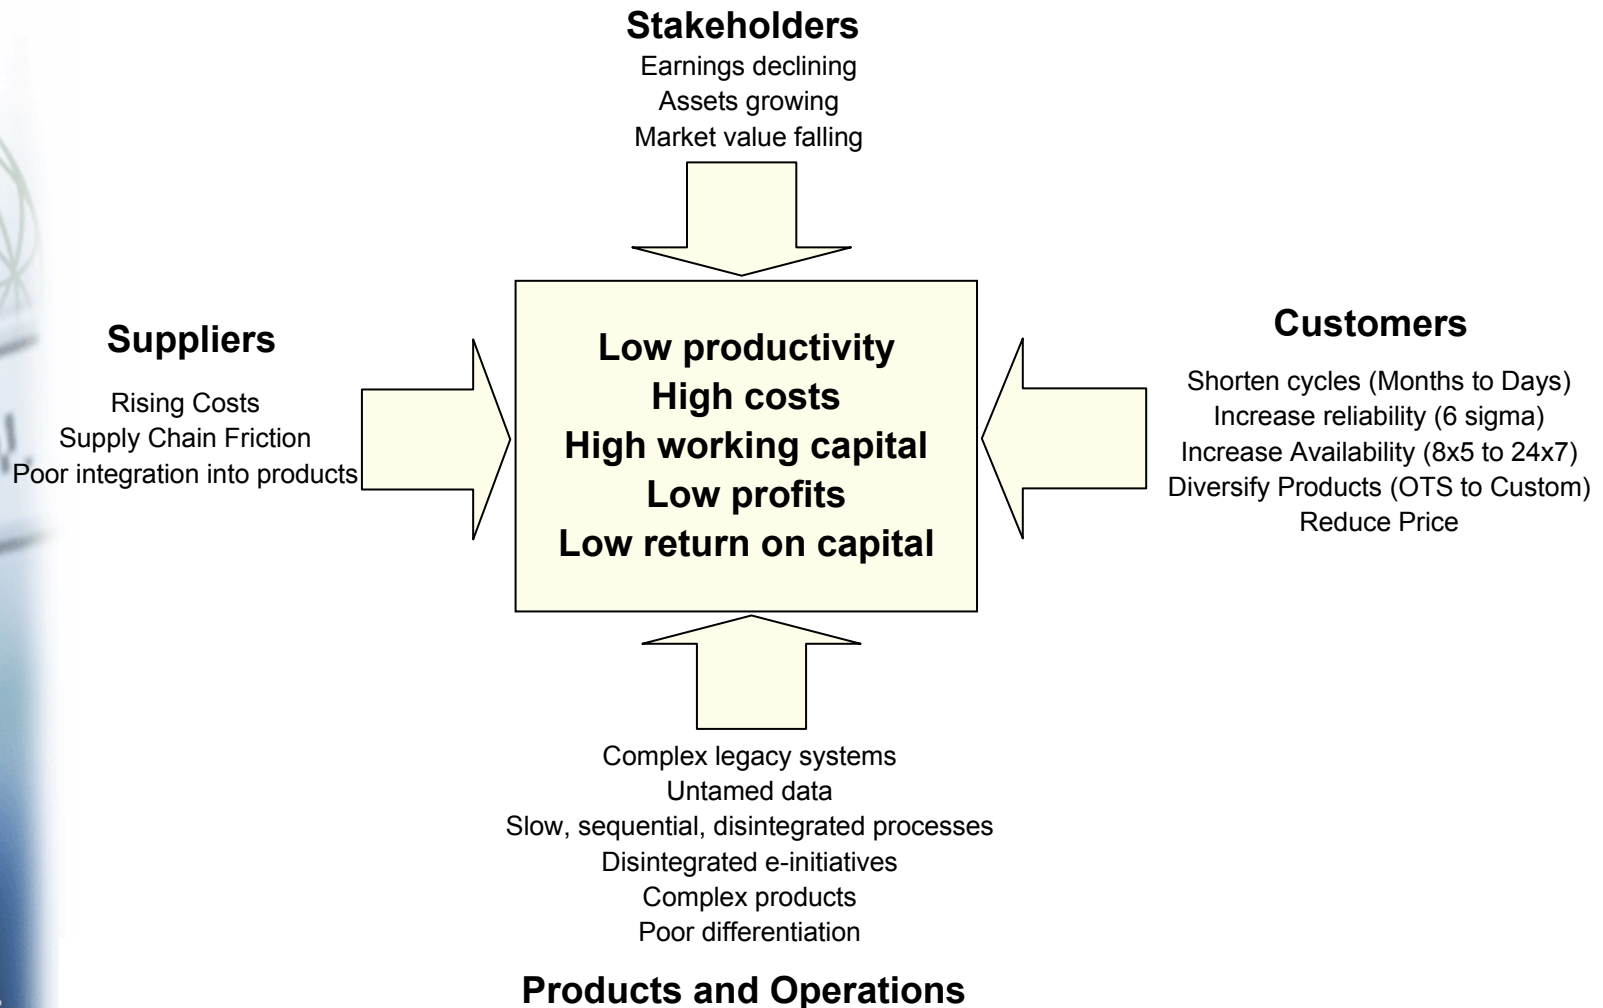 Stakeholders
Earnings declining
Assets growing
Market value falling
Suppliers
Rising Costs
Supply Chain Friction
Poor integration into products
Low productivity
High costs
High working capital
Low profits
Low return on capital
Customers
Shorten cycles (Months to Days)
Increase reliability (6 sigma)
Increase Availability (8x5 to 24x7)
Diversify Products (OTS to Custom)
Reduce Price
Complex legacy systems
Untamed data
Slow, sequential, disintegrated processes
Disintegrated e-initiatives
Complex products
Poor differentiation
Products and Operations